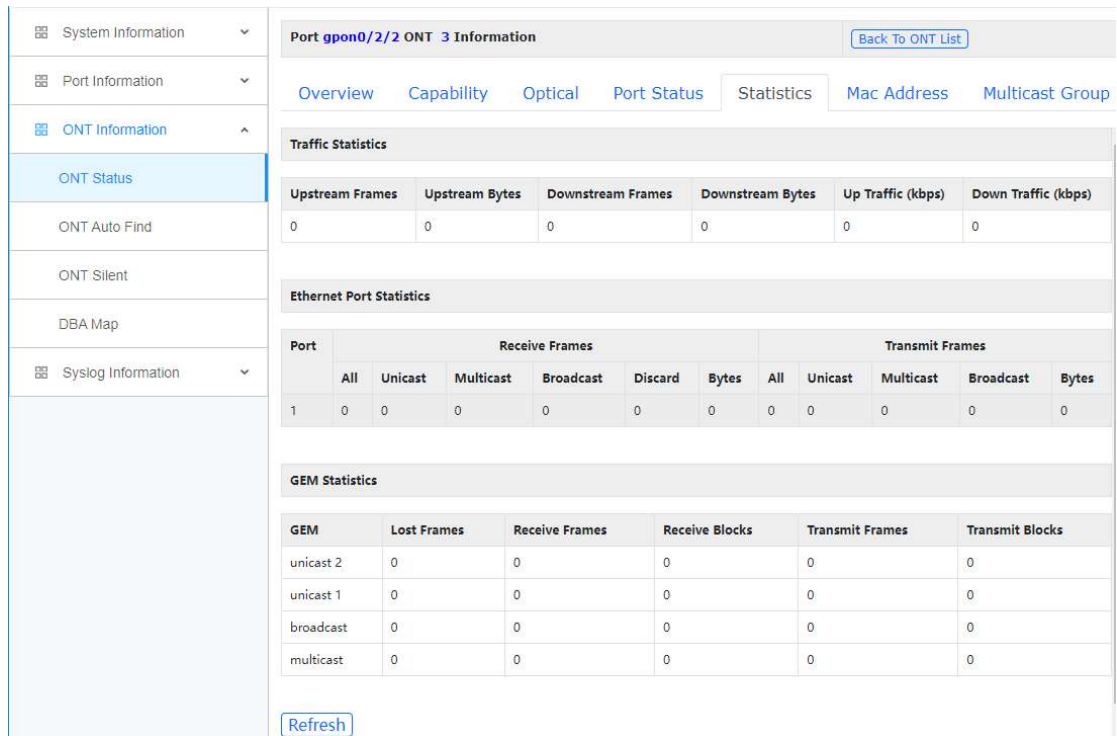 System Information
Port Information
ONT Information
ONT Status
ONT Auto Find
ONT Silent
DBA Map
Syslog Information
Port gpon0/2/2 ONT 3 Information
Back To ONT List
Overview Capability Optical Port Status Statistics Mac Address Multicast Group
Traffic Statistics
Upstream Frames Upstream Bytes Downstream Frames Downstream Bytes Up Traffic (kbps) Down Traffic (kbps)
0 0 0 0 0 0
Ethernet Port Statistics
Port Receive Frames Transmit Frames
All Unicast Multicast Broadcast Discard Bytes All Unicast Multicast Broadcast Bytes
1 0 0 0 0 0 0 0 0 0 0 0
GEM Statistics
GEM Lost Frames Receive Frames Receive Blocks Transmit Frames Transmit Blocks
unicast 2 0 0 0 0 0
unicast 1 0 0 0 0 0
broadcast 0 0 0 0 0
multicast 0 0 0 0 0
Refresh